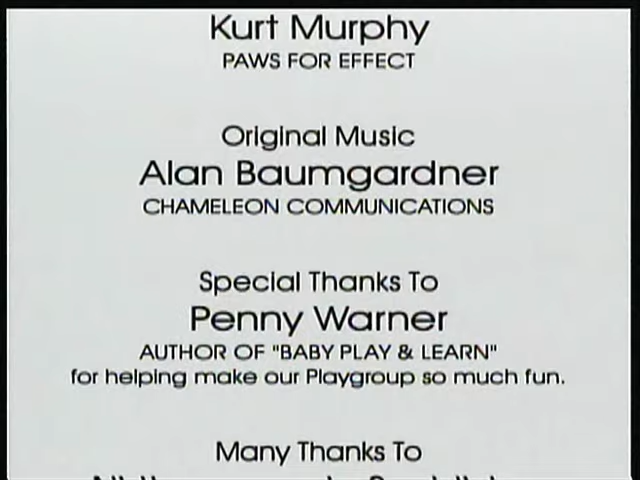 Kurt Murphy
PAWS FOR EFFECT
Original Music
Alan Baumgardner
CHAMELEON COMMUNICATIONS
Special Thanks To
Penny Warner
AUTHOR OF "BABY PLAY & LEARN"
for helping make our Playgroup so much fun.
Many Thanks To